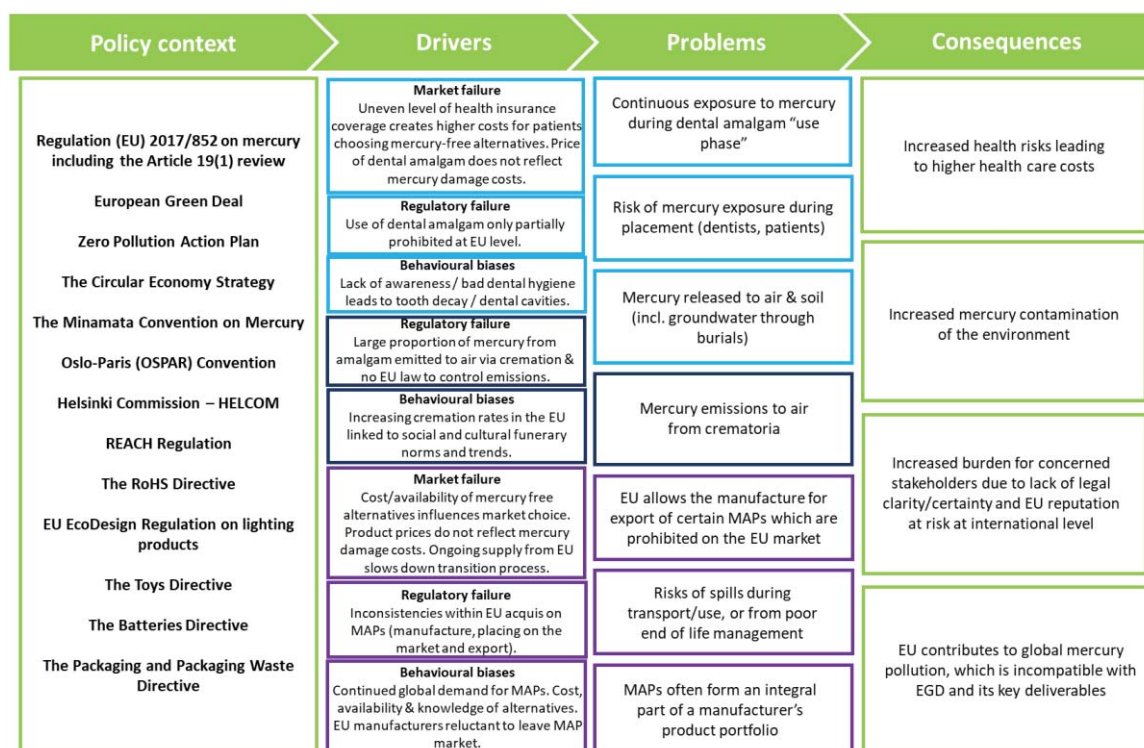 Policy context
Drivers
Problems
Consequences
Regulation (EU) 2017/852 on mercury
including the Article 19(1) review
European Green Deal
Zero Pollution Action Plan
The Circular Economy Strategy
The Minamata Convention on Mercury
Oslo-Paris (OSPAR) Convention
Helsinki Commission – HELCOM
REACH Regulation
The RoHS Directive
EU EcoDesign Regulation on lighting
products
The Toys Directive
The Batteries Directive
The Packaging and Packaging Waste
Directive
Market failure
Uneven level of health insurance
coverage creates higher costs for patients
choosing mercury-free alternatives. Price
of dental amalgam does not reflect
mercury damage costs.
Regulatory failure
Use of dental amalgam only partially
prohibited at EU level.
Behavioural biases
Lack of awareness / bad dental hygiene
leads to tooth decay / dental cavities.
Regulatory failure
Large proportion of mercury from
amalgam emitted to air via cremation &
no EU law to control emissions.
Behavioural biases
Increasing cremation rates in the EU
linked to social and cultural funerary
norms and trends.
Market failure
Cost/availability of mercury free
alternatives influences market choice.
Product prices do not reflect mercury
damage costs. Ongoing supply from EU
slows down transition process.
Regulatory failure
Inconsistencies within EU acquis on
MAPs (manufacture, placing on the
market and export).
Behavioural biases
Continued global demand for MAPs. Cost,
availability & knowledge of alternatives.
EU manufacturers reluctant to leave MAP
market.
Continuous exposure to mercury
during dental amalgam “use
phase”
Risk of mercury exposure during
placement (dentists, patients)
Mercury released to air & soil
(incl. groundwater through
burials)
Mercury emissions to air
from crematoria
EU allows the manufacture for
export of certain MAPs which are
prohibited on the EU market
Risks of spills during
transport/use, or from poor
end of life management
MAPs often form an integral
part of a manufacturer’s
product portfolio
Increased health risks leading
to higher health care costs
Increased mercury contamination
of the environment
Increased burden for concerned
stakeholders due to lack of legal
clarity/certainty and EU reputation
at risk at international level
EU contributes to global mercury
pollution, which is incompatible with
EGD and its key deliverables